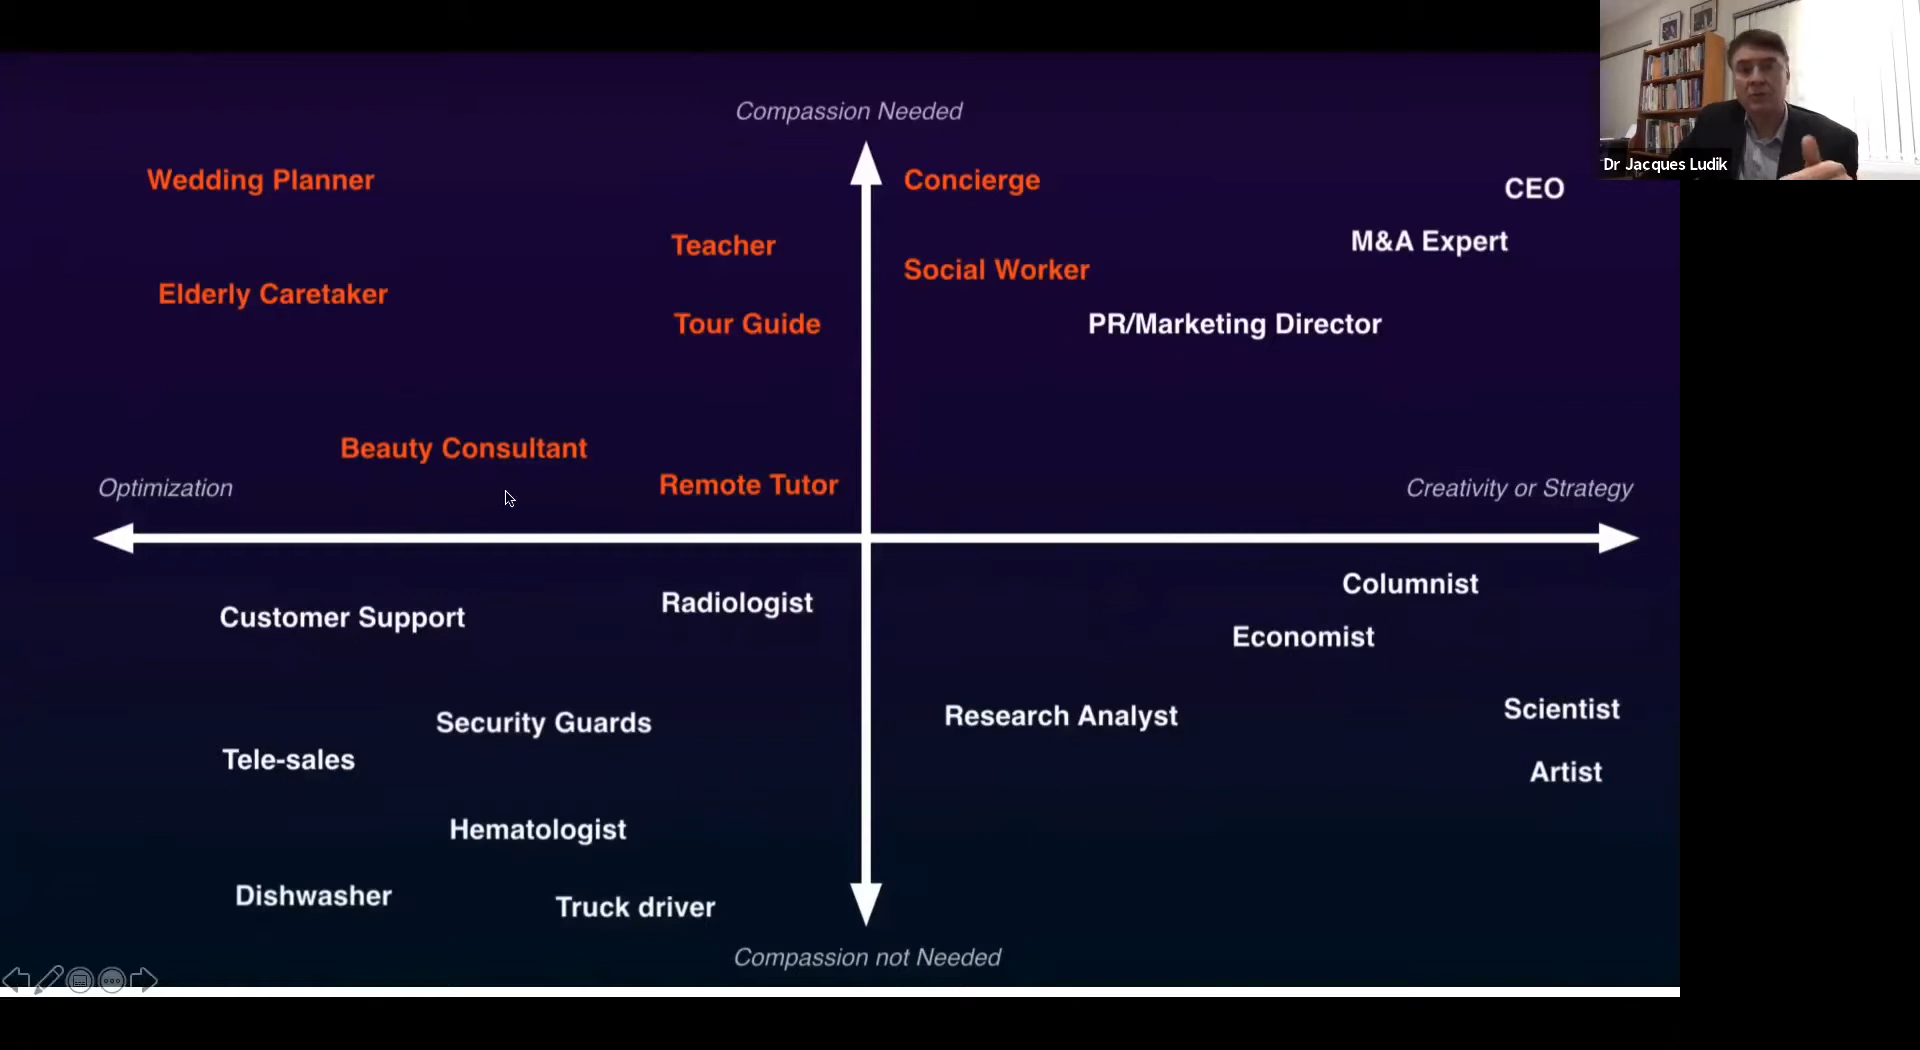 Compassion Needed
Wedding Planner
Concierge
CEO
Teacher
M&A Expert
Social Worker
Elderly Caretaker
Tour Guide
PR/Marketing Director
Beauty Consultant
Remote Tutor
Optimization
Creativity or Strategy
Columnist
Radiologist
Customer Support
Economist
Security Guards
Research Analyst
Scientist
Tele-sales
Artist
Hematologist
Dishwasher
Truck driver
Compassion not Needed
Dr Jacques Ludik